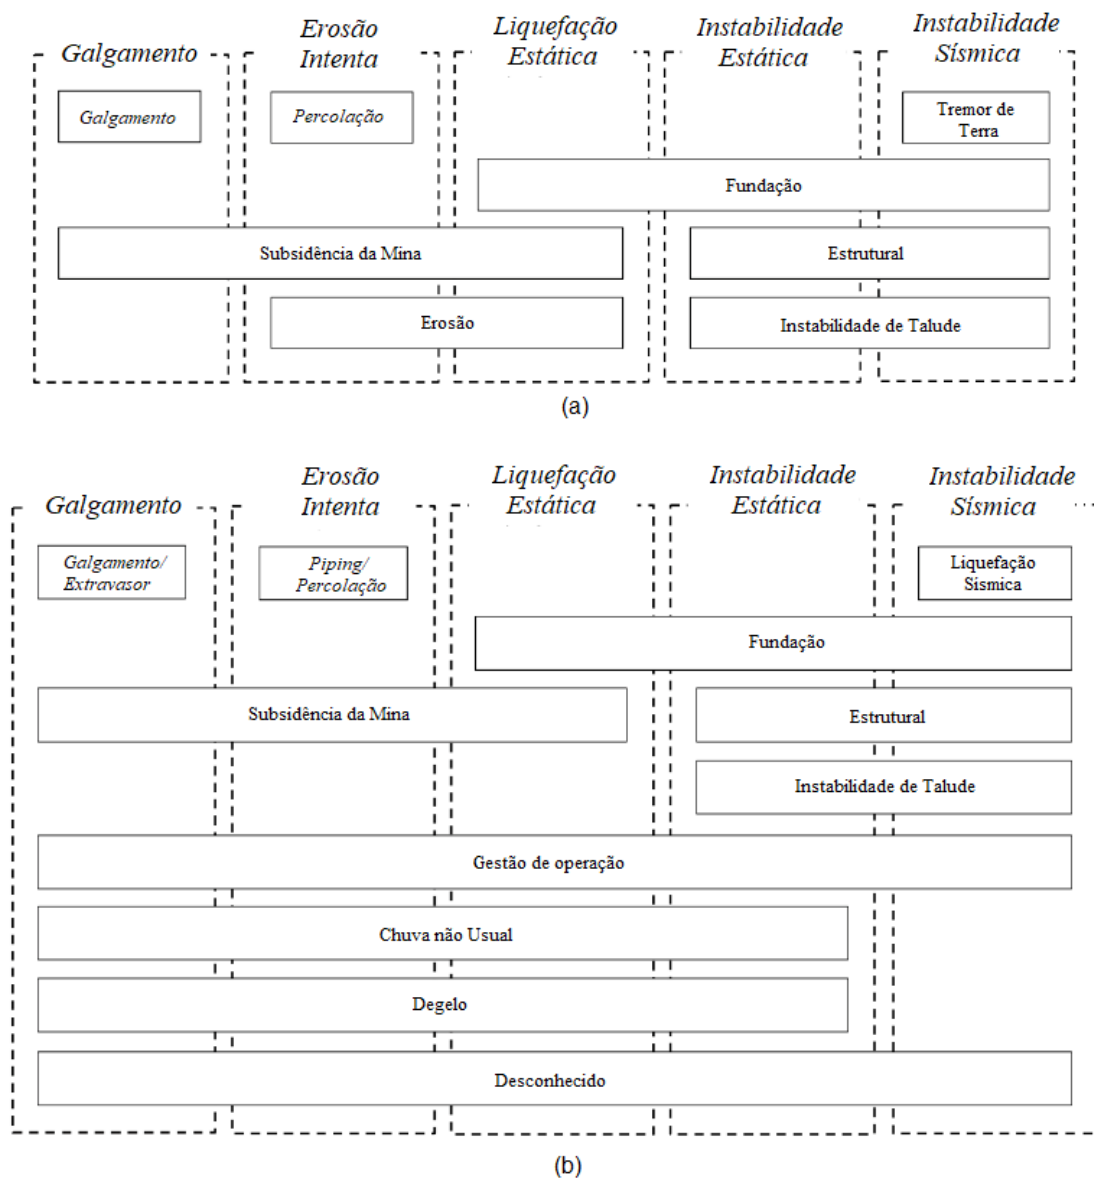 Galgamento
Erosão
Intenta
Liquefação
Estática
Instabilidade
Estática
Instabilidade
Sísmica
Galgamento
Percolação
Tremor de
Terra
Fundação
Subsidência da Mina
Estrutural
Erosão
Instabilidade de Talude
(a)
Galgamento
Erosão
Intenta
Liquefação
Estática
Instabilidade
Estática
Instabilidade
Sísmica
Galgamento/
Extravasor
Piping/
Percolação
Liquefação
Sísmica
Fundação
Subsidência da Mina
Estrutural
Instabilidade de Talude
Gestão de operação
Chuva não Usual
Degelo
Desconhecido
(b)